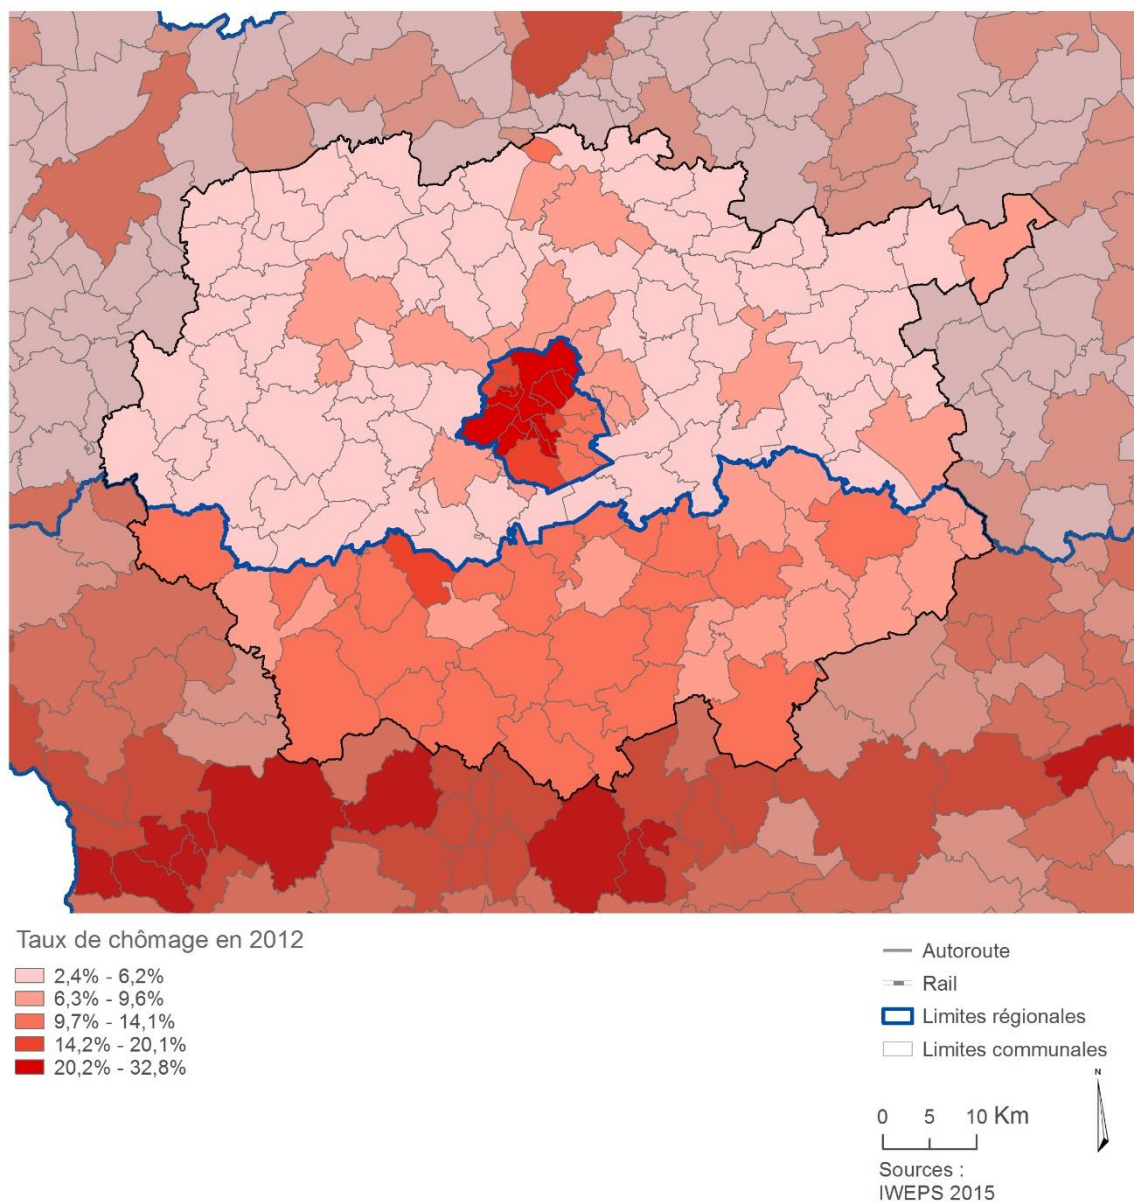 Taux de chômage en 2012
2,4% - 6,2%
6,3% - 9,6%
9,7% - 14,1%
14,2% - 20,1%
20,2% - 32,8%
Autoroute
Rail
Limites régionales
Limites communales
N
0 5 10 Km
Sources :
IWEPS 2015